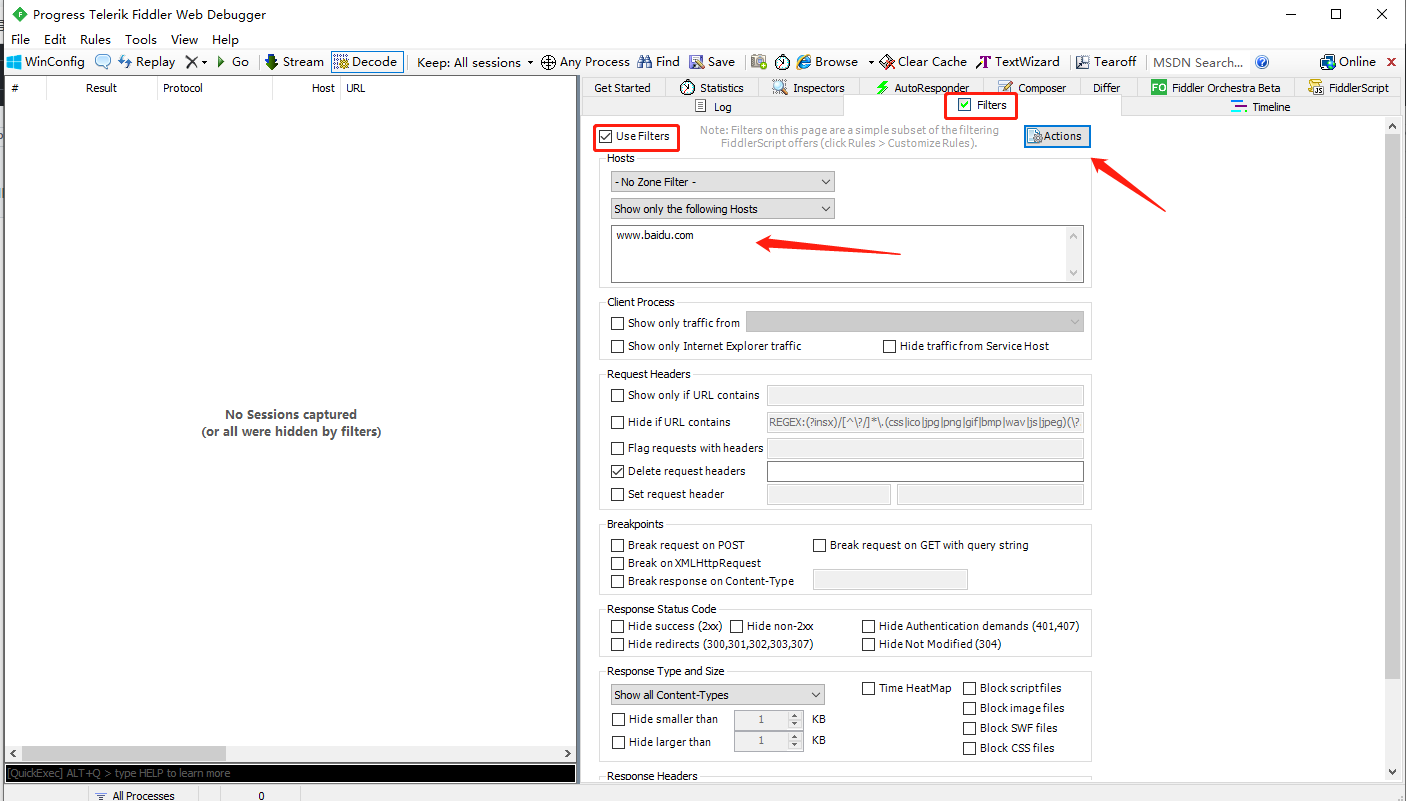 Progress Telerik Fiddler Web Debugger
File Edit Rules Tools View Help
WinConfig Replay Go Stream Decode Keep: All sessions Any Process Find Save Browse Clear Cache TextWizard Tearoff MSDN Search... Online
# Result Protocol Host URL
No Sessions captured
(or all were hidden by filters)
[QuickExec] ALT+Q > type HELP to learn more
All Processes 0
Get Started Statistics Inspectors AutoResponder Composer Differ FO Fiddler Orchestra Beta FiddlerScript
Log Filters Timeline
Use Filters
Note: Filters on this page are a simple subset of the filtering
FiddlerScript offers (click Rules > Customize Rules).
Actions
Hosts
- No Zone Filter -
Show only the following Hosts
www.baidu.com
Client Process
Show only traffic from
Show only Internet Explorer traffic Hide traffic from Service Host
Request Headers
Show only if URL contains
Hide if URL contains REGEX:(?insx)/[^\?/]*\.(css|ico|jpg|png|gif|bmp|wav|js|jpeg)(\?
Flag requests with headers
Delete request headers
Set request header
Breakpoints
Break request on POST Break request on GET with query string
Break on XMLHttpRequest
Break response on Content-Type
Response Status Code
Hide success (2xx) Hide non-2xx Hide Authentication demands (401,407)
Hide redirects (300,301,302,303,307) Hide Not Modified (304)
Response Type and Size
Show all Content-Types Time HeatMap Block script files
Block image files
Hide smaller than 1 KB
Block SWF files
Hide larger than 1 KB
Block CSS files
Response Headers